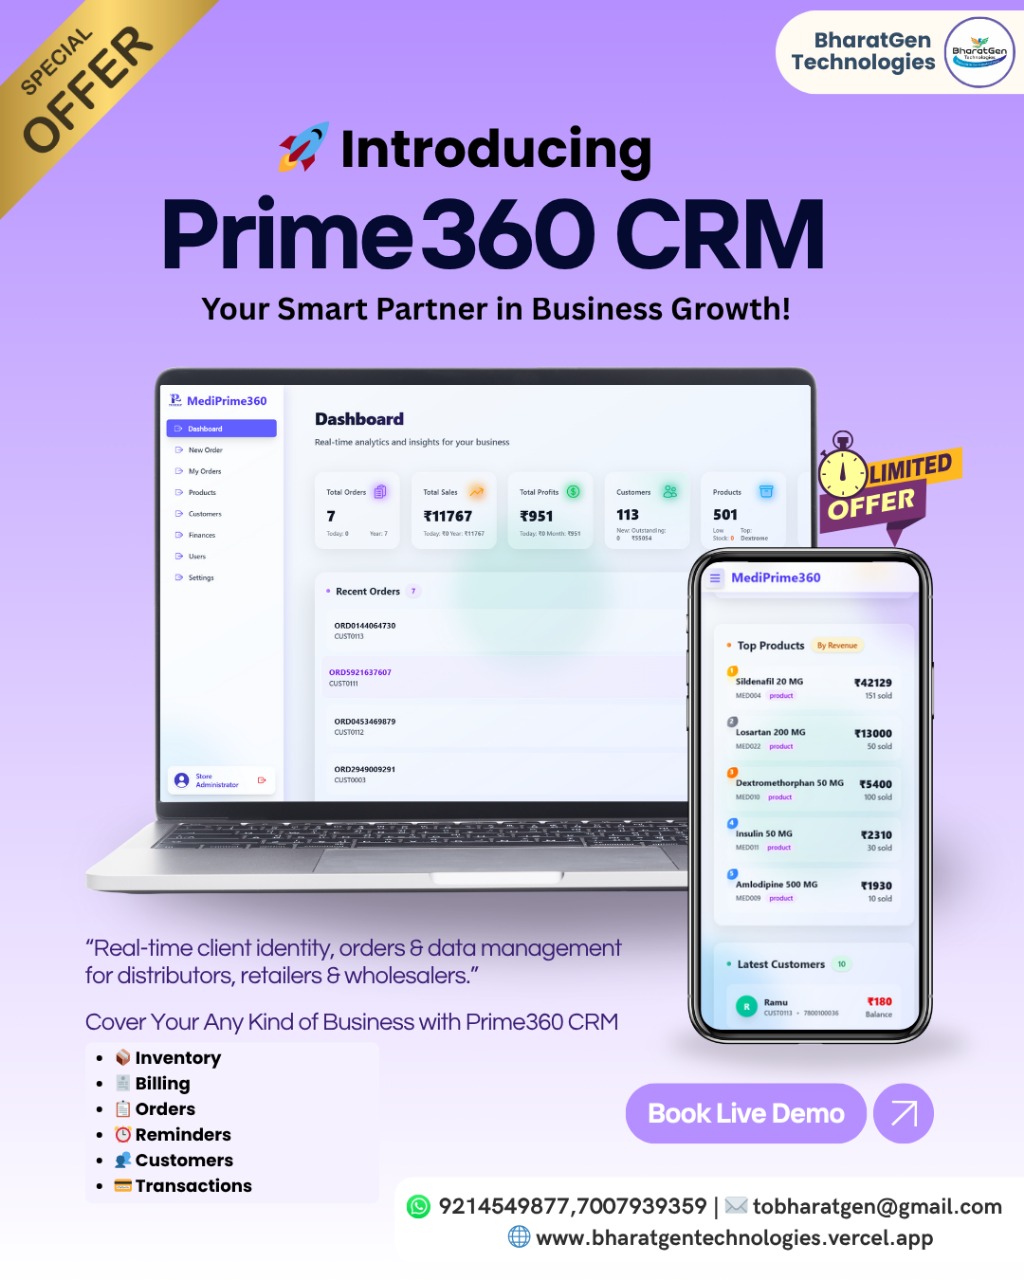 SPECIAL
OFFER
BharatGen
Technologies
BharatGen
Technologies
🚀 Introducing
Prime360 CRM
Your Smart Partner in Business Growth!
MediPrime360
Dashboard
New Order
My Orders
Products
Customers
Finances
Users
Settings
Store
Administrator
Dashboard
Real-time analytics and insights for your business
Total Orders
7
Today: 0 Year: 7
Total Sales
₹11767
Today: ₹0 Year: ₹11767
Total Profits
₹951
Today: ₹0 Month: ₹951
Customers
113
New: Outstanding:
0 ₹55054
Products
501
Low Top:
Stock: 0 Dextrome
Recent Orders 7
ORD0144064730
CUST0113
ORD5921637607
CUST0111
ORD0453469879
CUST0112
ORD2949009291
CUST0003
LIMITED
OFFER
MediPrime360
Top Products By Revenue
1
Sildenafil 20 MG ₹42129
MED004 product 151 sold
2
Losartan 200 MG ₹13000
MED022 product 50 sold
3
Dextromethorphan 50 MG ₹5400
MED010 product 100 sold
4
Insulin 50 MG ₹2310
MED011 product 30 sold
5
Amlodipine 500 MG ₹1930
MED009 product 10 sold
Latest Customers 10
R
Ramu ₹180
CUST0113 • 7800100036 Balance
“Real-time client identity, orders & data management
for distributors, retailers & wholesalers.”
Cover Your Any Kind of Business with Prime360 CRM
• 📦 Inventory
• 🧾 Billing
• 📋 Orders
• ⏰ Reminders
• 👥 Customers
• 💳 Transactions
Book Live Demo
9214549877,7007939359 | ✉️ tobharatgen@gmail.com
🌐 www.bharatgentechnologies.vercel.app